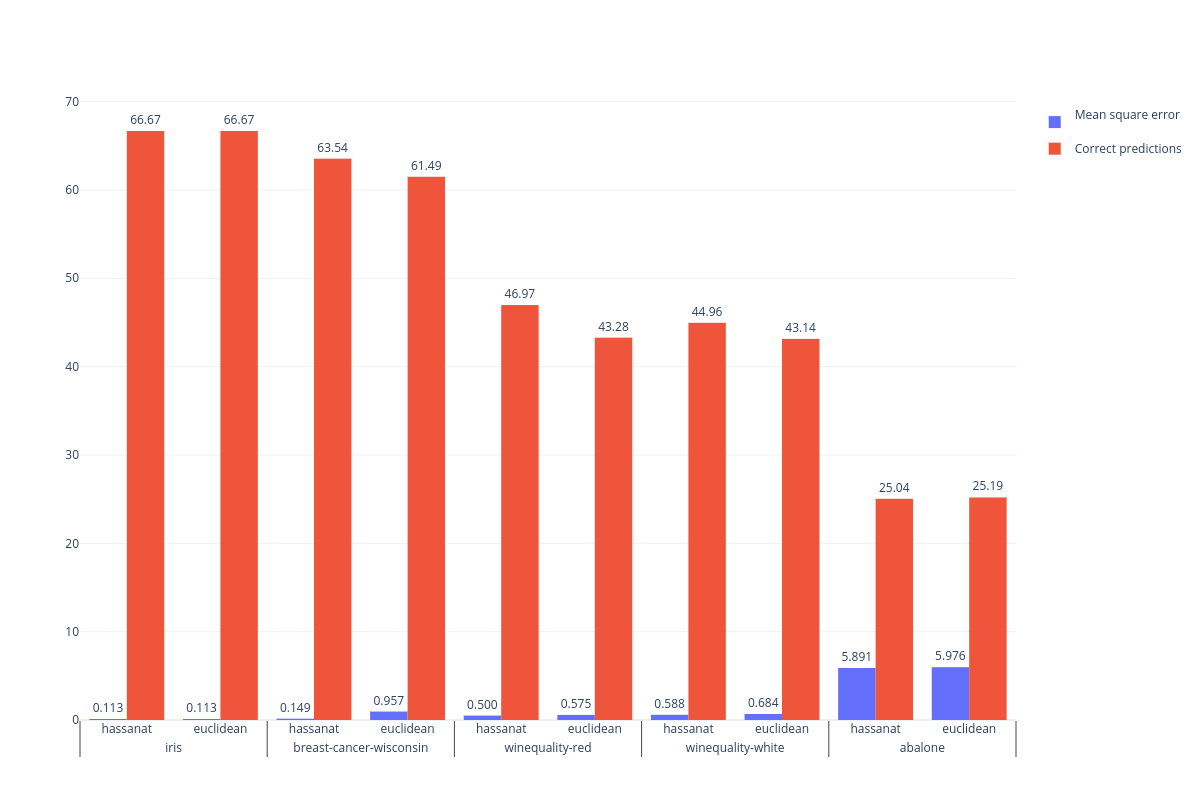 70
60
50
40
30
20
10
0
66.67
66.67
63.54
61.49
46.97
43.28
44.96
43.14
25.04
25.19
0.113
0.113
0.149
0.957
0.500
0.575
0.588
0.684
5.891
5.976
hassanat
euclidean
hassanat
euclidean
hassanat
euclidean
hassanat
euclidean
hassanat
euclidean
iris
breast-cancer-wisconsin
winequality-red
winequality-white
abalone
Mean square error
Correct predictions